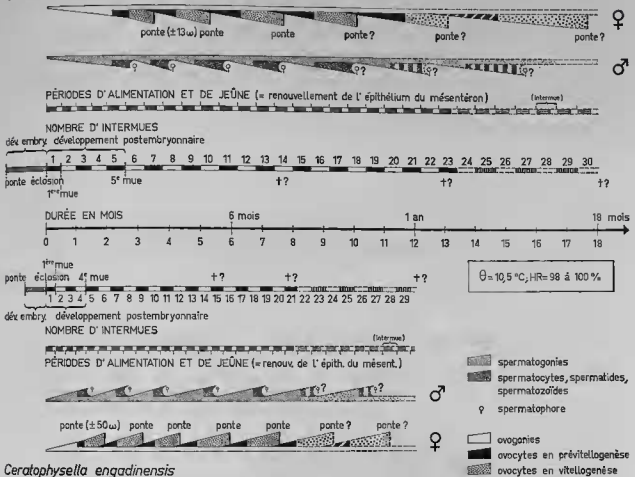 ♀
ponte (±13ω) ponte ponte ponte ponte? ponte? ponte?
♂
PÉRIODES D'ALIMENTATION ET DE JEÛNE (= renouvellement de l'épithélium du mésentéron)
(intermue)
NOMBRE D'INTERMUES
dév. embry. développement postembryonnaire
1 2 3 4 5 6 7 8 9 10 11 12 13 14 15 16 17 18 19 20 21 22 23 24 25 26 27 28 29 30
ponte éclosion 5e mue †? †? †?
1ère mue
DURÉE EN MOIS 6 mois 1 an 18 mois
0 1 2 3 4 5 6 7 8 9 10 11 12 13 14 15 16 17 18
1ère mue
ponte éclosion 4e mue †? †? †?
θ = 10,5 °C; HR = 98 à 100 %
1 2 3 4 5 6 7 8 9 10 11 12 13 14 15 16 17 18 19 20 21 22 23 24 25 26 27 28 29
dév. embry. développement postembryonnaire
NOMBRE D'INTERMUES
(intermue)
PÉRIODES D'ALIMENTATION ET DE JEÛNE (= renouv. de l'épith. du mésent.)
♂
ponte (±50ω) ponte ponte ponte ponte ponte ponte? ponte?
♀
Ceratophysella engadinensis
spermatogonies
spermatocytes, spermatides,
spermatozoïdes
spermatophore
ovogonies
ovocytes en prévitellogenèse
ovocytes en vitellogenèse